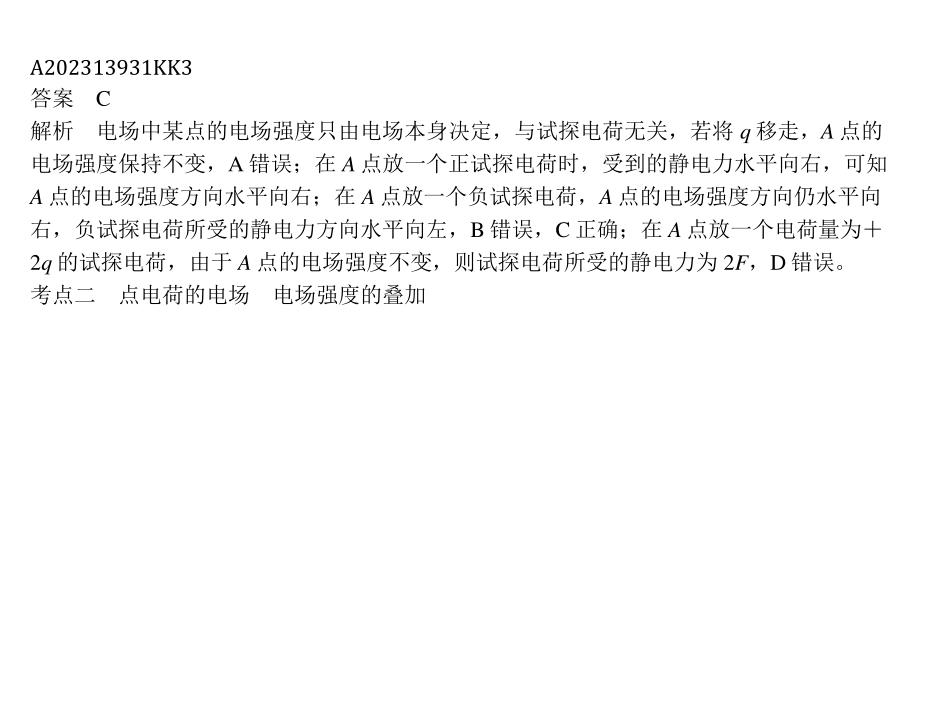 A202313931KK3
答案　C
解析　电场中某点的电场强度只由电场本身决定，与试探电荷无关，若将 q 移走，A 点的
电场强度保持不变，A 错误；在 A 点放一个正试探电荷时，受到的静电力水平向右，可知
A 点的电场强度方向水平向右；在 A 点放一个负试探电荷，A 点的电场强度方向仍水平向
右，负试探电荷所受的静电力方向水平向左，B 错误，C 正确；在 A 点放一个电荷量为＋
2q 的试探电荷，由于 A 点的电场强度不变，则试探电荷所受的静电力为 2F，D 错误。
考点二　点电荷的电场　电场强度的叠加